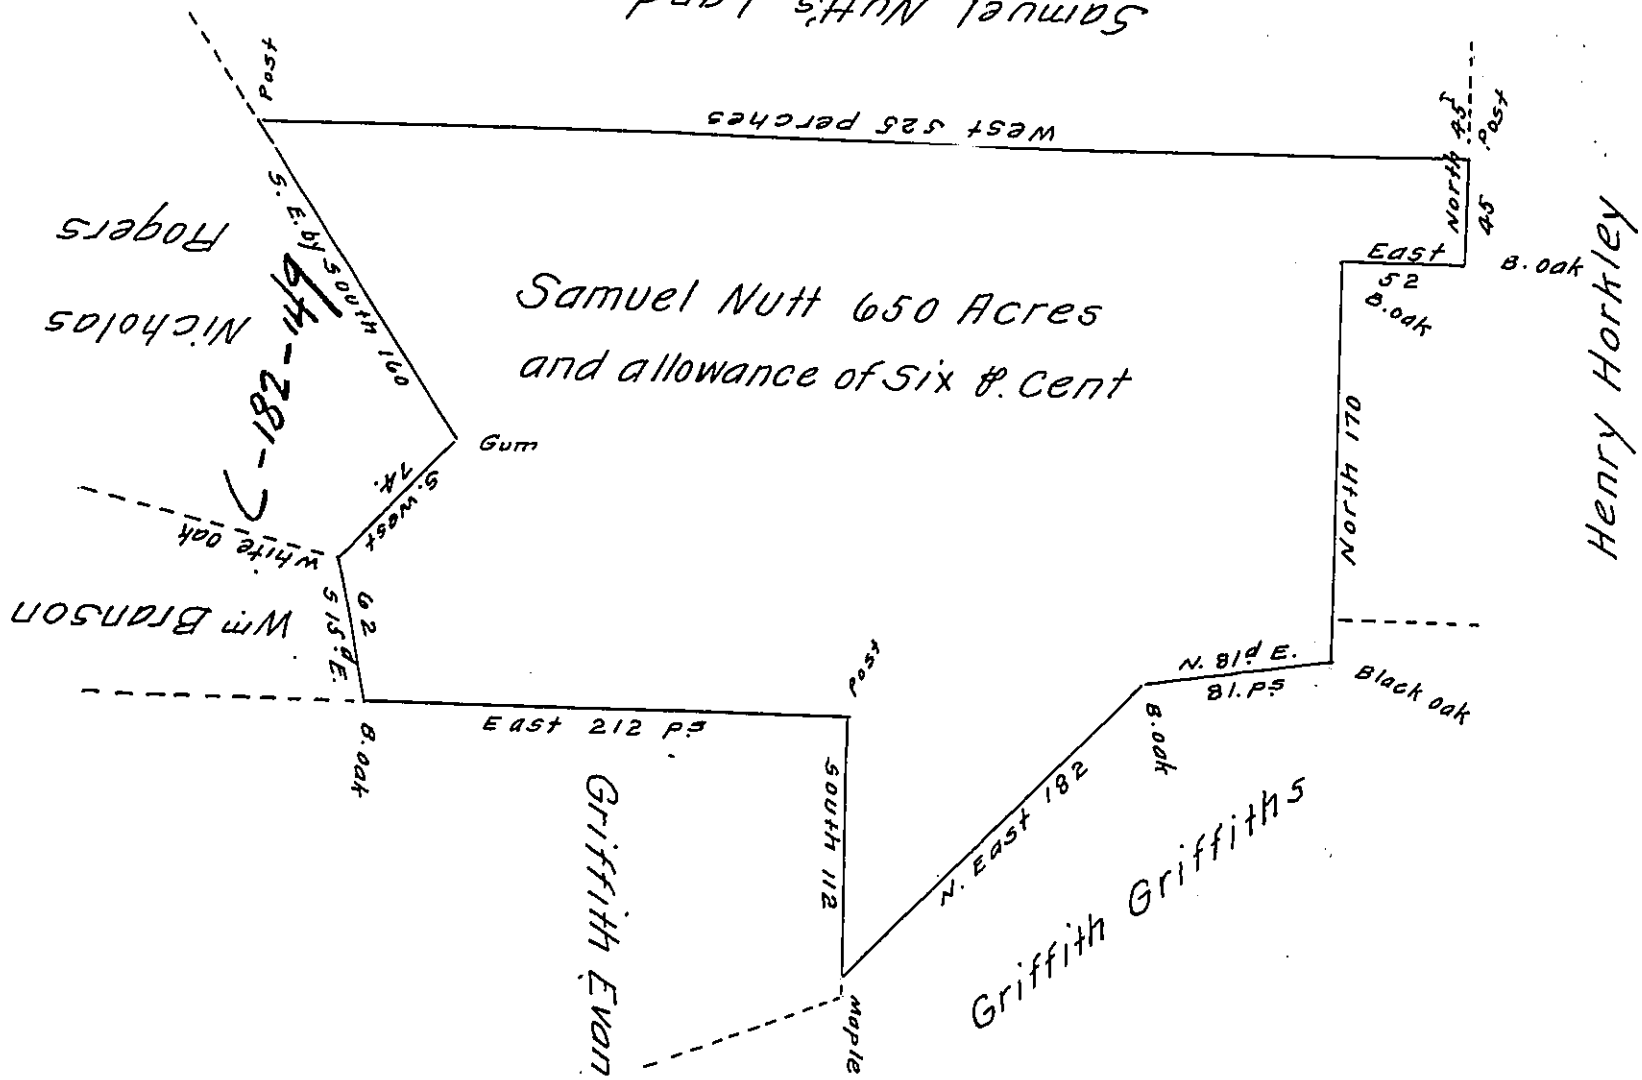 Samuel Nutt's Land
Post
West 525 perches
North 45
45
Post
East
52
B. oak
B. oak
Henry Horkley
S. E. by South 160
Nicholas
Rogers
C-182-149
Samuel Nutt 650 Acres
and allowance of Six ₱. Cent
Gum
S. West
74.
White oak
Wm Branson
62
S 15.d E.
B. oak
East 212 Ps
Post
South 112
Griffith Evan
Maple
N. East 182
Griffith Griffiths
B. oak
N. 81d E.
81. Ps
Black oak
North 170